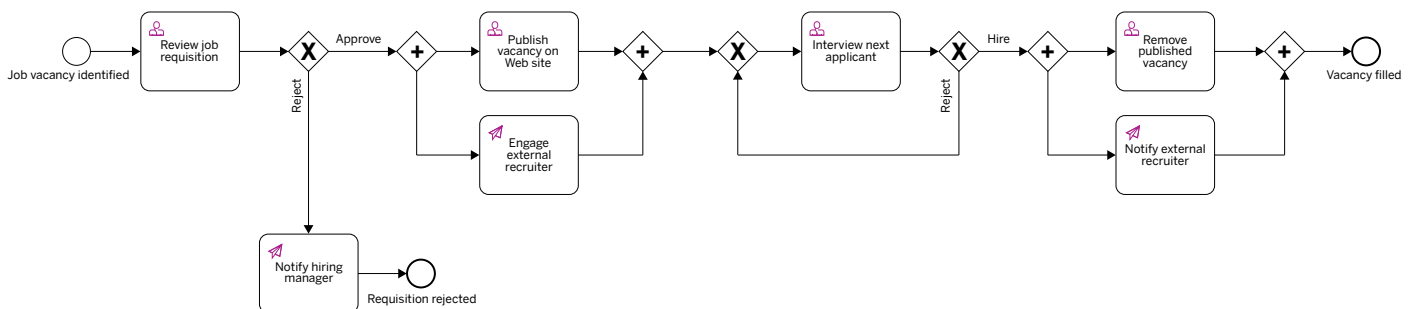 Job vacancy identified
Review job
requisition
Approve
Reject
Publish
vacancy on
Web site
Engage
external
recruiter
Interview next
applicant
Hire
Reject
Remove
published
vacancy
Notify external
recruiter
Vacancy filled
Notify hiring
manager
Requisition rejected